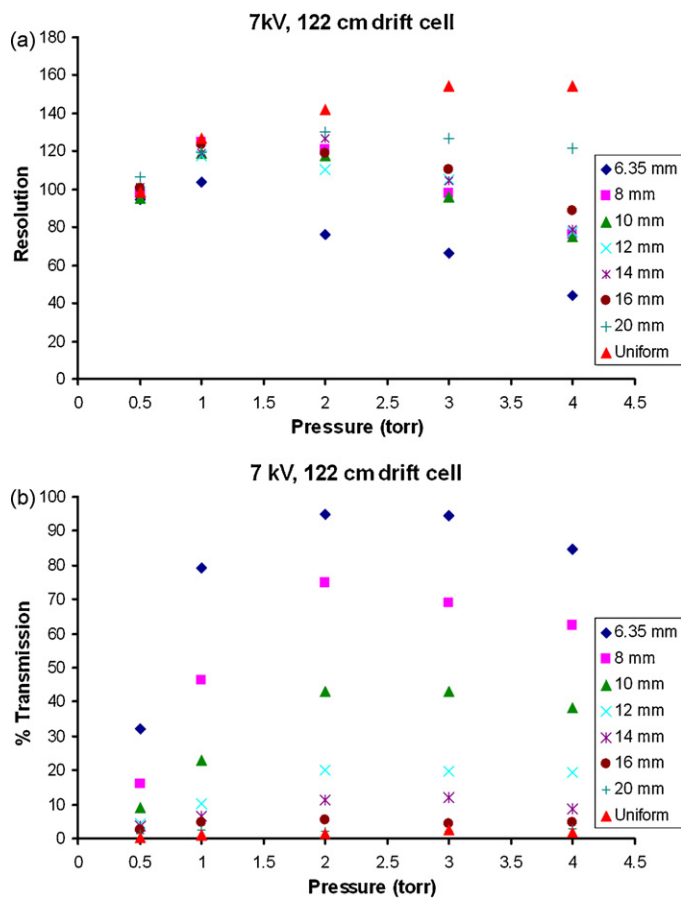 7kV, 122 cm drift cell
(a)
180
160
140
120
100
80
60
40
20
0
Resolution
0 0.5 1 1.5 2 2.5 3 3.5 4 4.5
Pressure (torr)
6.35 mm
8 mm
10 mm
12 mm
14 mm
16 mm
20 mm
Uniform
7 kV, 122 cm drift cell
(b)
100
90
80
70
60
50
40
30
20
10
0
% Transmission
0 0.5 1 1.5 2 2.5 3 3.5 4 4.5
Pressure (torr)
6.35 mm
8 mm
10 mm
12 mm
14 mm
16 mm
20 mm
Uniform